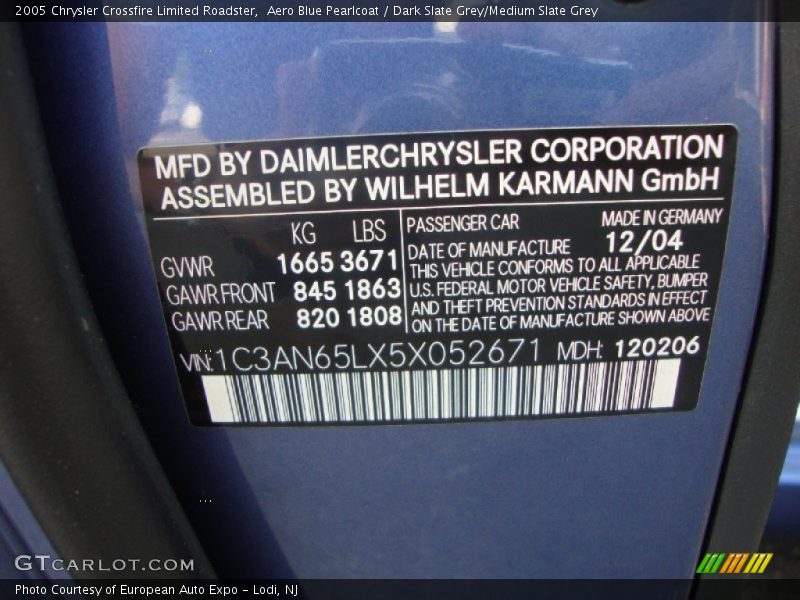 2005 Chrysler Crossfire Limited Roadster,  Aero Blue Pearlcoat / Dark Slate Grey/Medium Slate Grey
MFD BY DAIMLERCHRYSLER CORPORATION
ASSEMBLED BY WILHELM KARMANN GmbH
KG LBS
GVWR 1665 3671
GAWR FRONT 845 1863
GAWR REAR 820 1808
PASSENGER CAR MADE IN GERMANY
DATE OF MANUFACTURE 12/04
THIS VEHICLE CONFORMS TO ALL APPLICABLE
U.S. FEDERAL MOTOR VEHICLE SAFETY, BUMPER
AND THEFT PREVENTION STANDARDS IN EFFECT
ON THE DATE OF MANUFACTURE SHOWN ABOVE
VIN: 1C3AN65LX5X052671 MDH: 120206
GTCARLOT.COM
Photo Courtesy of European Auto Expo - Lodi, NJ